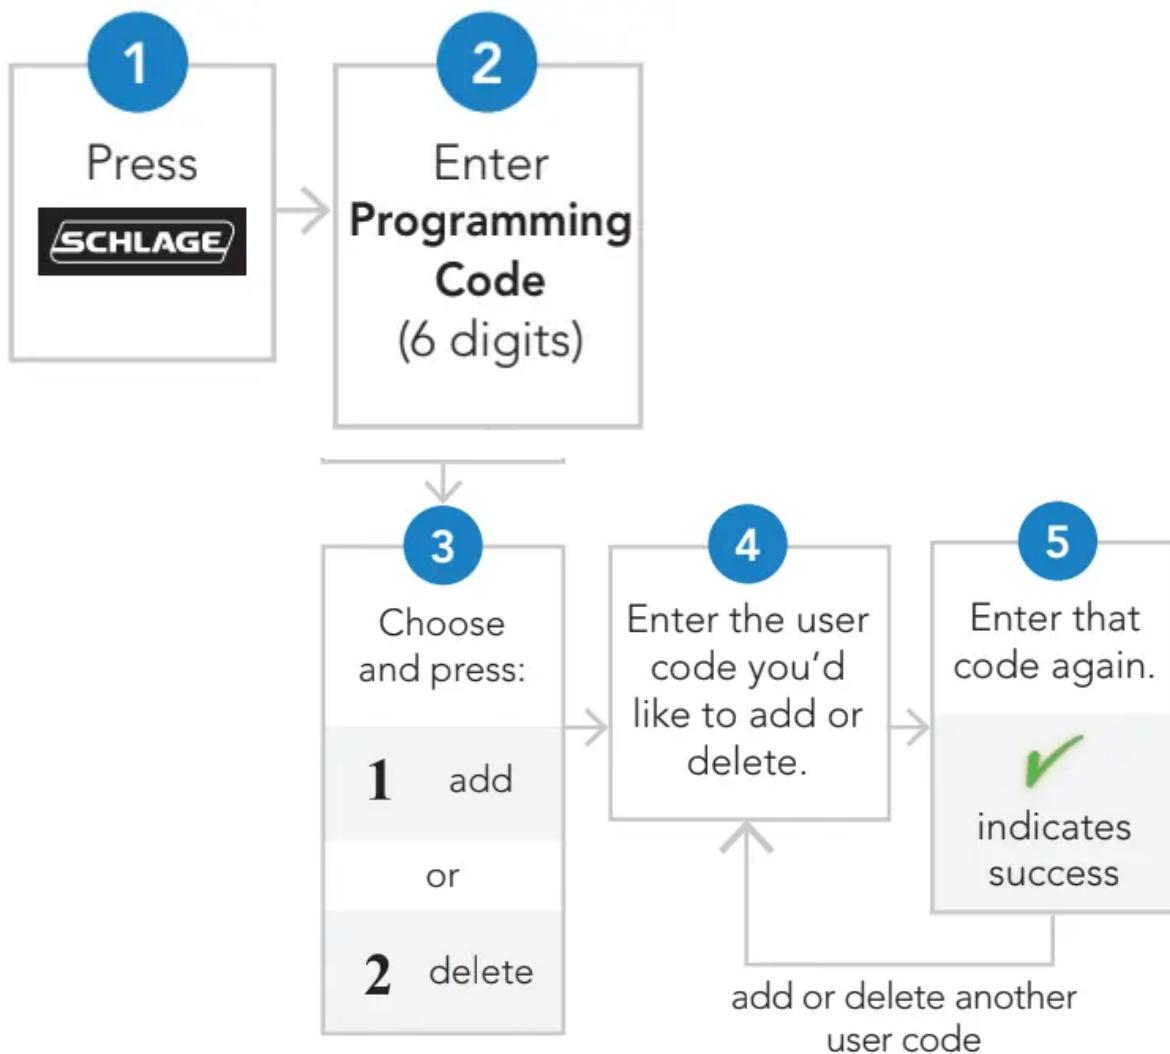 1
Press
SCHLAGE
2
Enter
Programming
Code
(6 digits)
3
Choose
and press:
1 add
or
2 delete
4
Enter the user
code you'd
like to add or
delete.
5
Enter that
code again.
indicates
success
add or delete another
user code